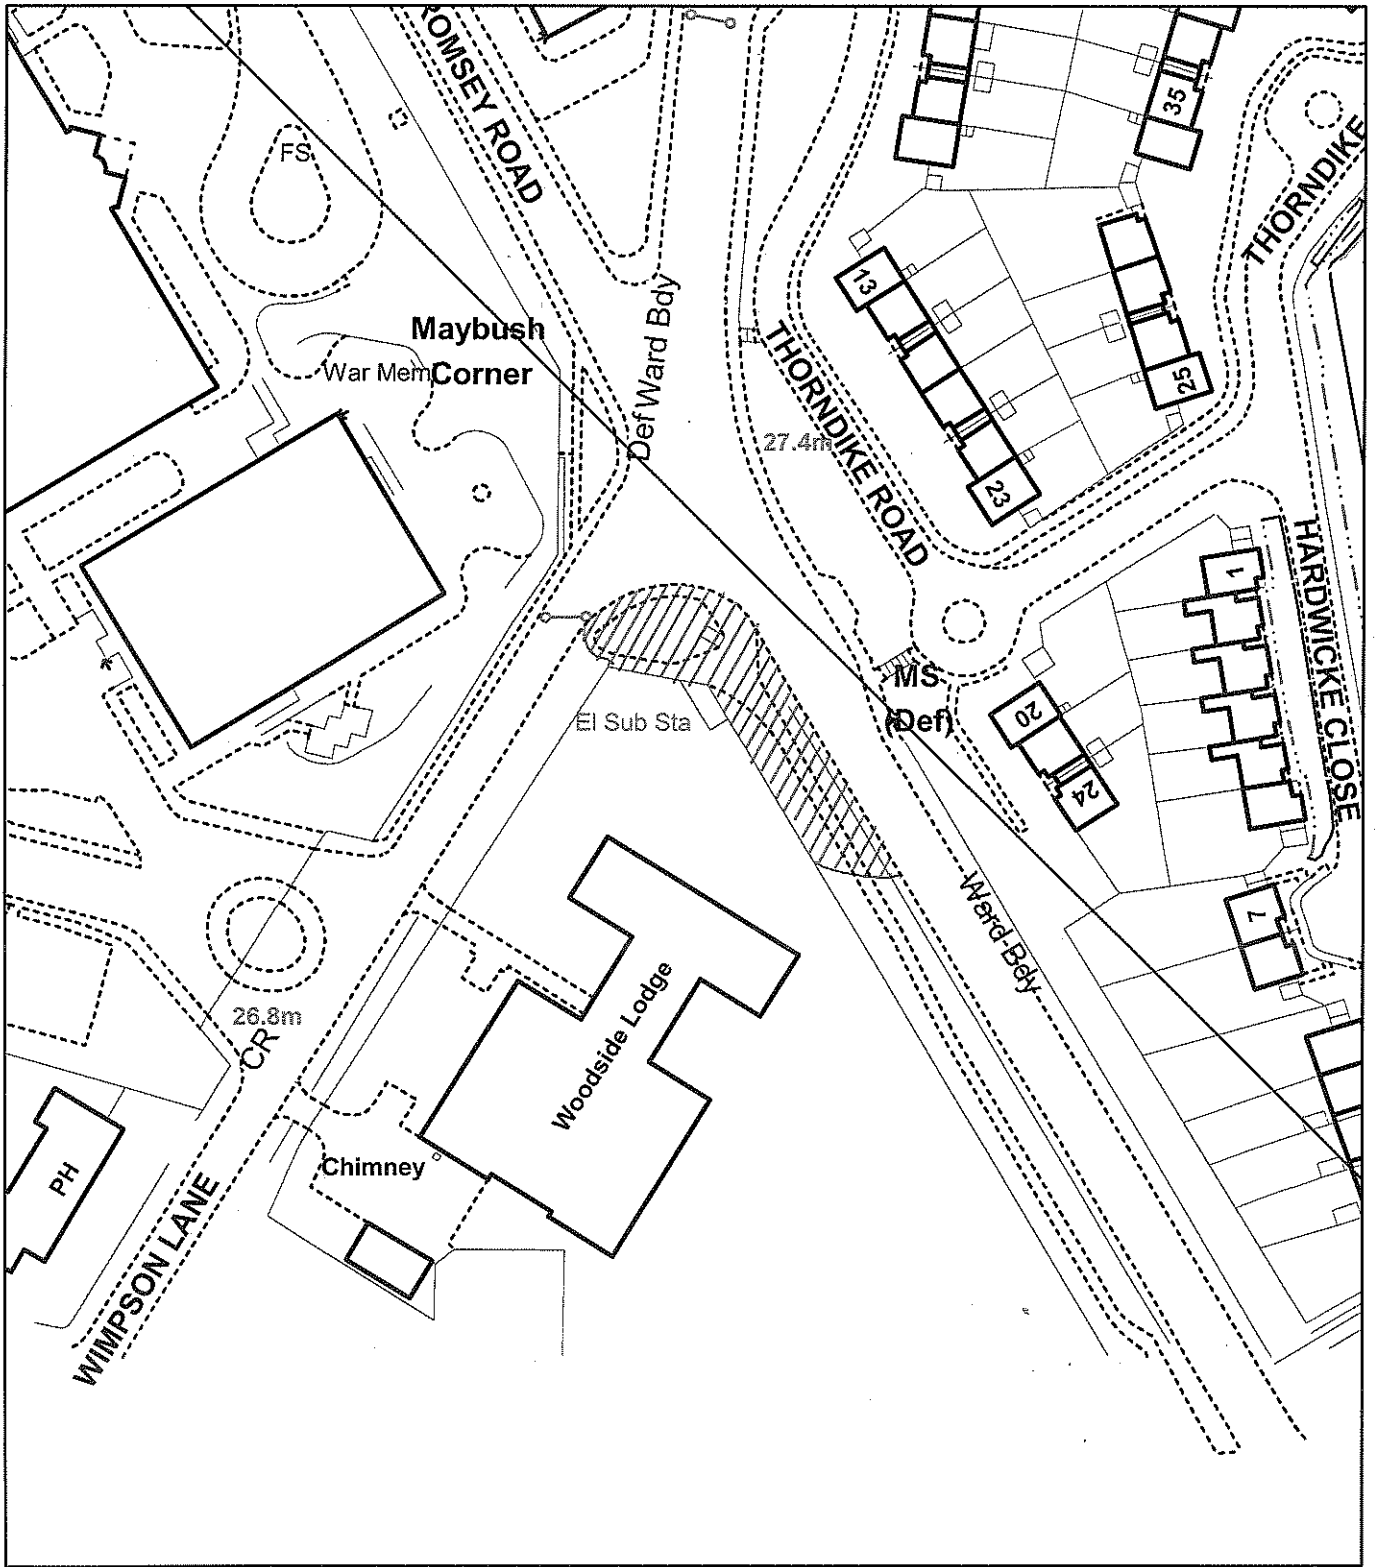 ROMSEY ROAD
FS
35
THORNDIKE
13
Def Ward Bdy
Maybush
Corner
War Mem
25
THORNDIKE ROAD
27.4m
23
HARDWICKE CLOSE
1
MS
(Def)
20
El Sub Sta
24
Ward Bdy
7
Woodside Lodge
26.8m
CR
Chimney
PH
WIMPSON LANE